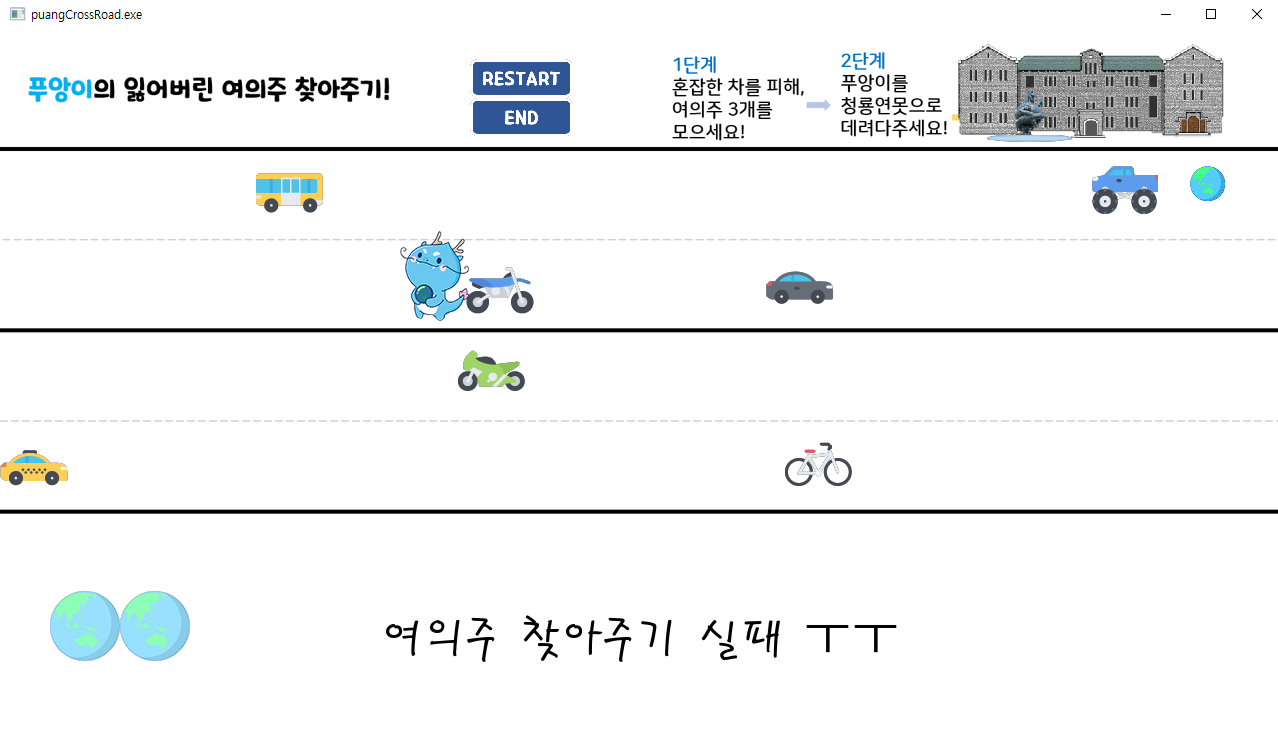 puangCrossRoad.exe
푸앙이의 잃어버린 여의주 찾아주기!
RESTART
END
1단계
혼잡한 차를 피해,
여의주 3개를
모으세요!
2단계
푸앙이를
청룡연못으로
데려다주세요!
여의주 찾아주기 실패 ㅜㅜ